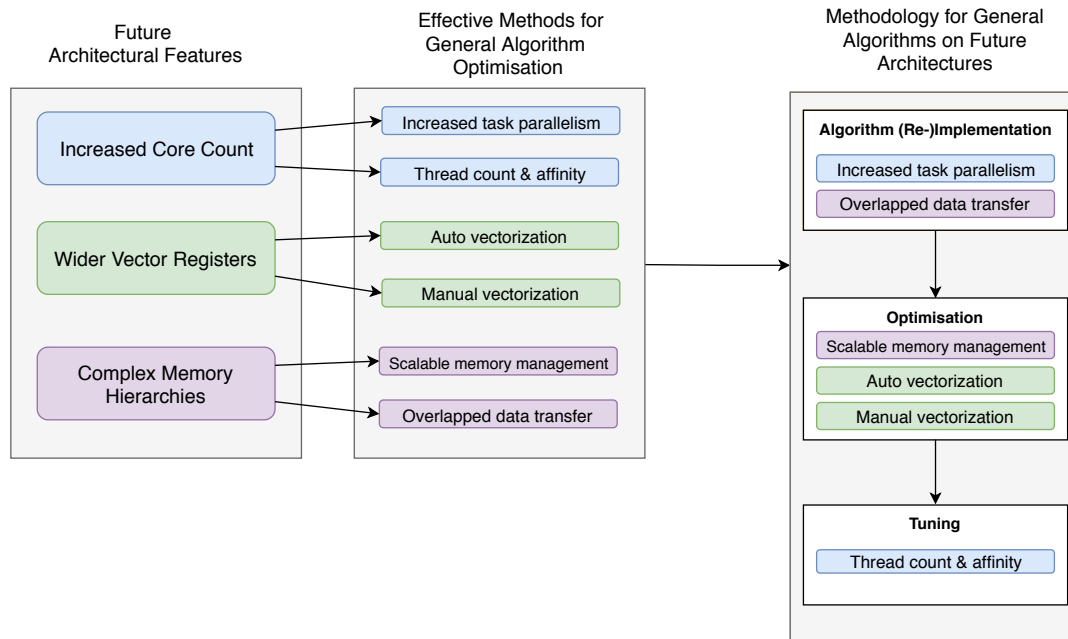 Future
Architectural Features
Increased Core Count
Wider Vector Registers
Complex Memory
Hierarchies
Effective Methods for
General Algorithm
Optimisation
Increased task parallelism
Thread count & affinity
Auto vectorization
Manual vectorization
Scalable memory management
Overlapped data transfer
Methodology for General
Algorithms on Future
Architectures
Algorithm (Re-)Implementation
Increased task parallelism
Overlapped data transfer
Optimisation
Scalable memory management
Auto vectorization
Manual vectorization
Tuning
Thread count & affinity